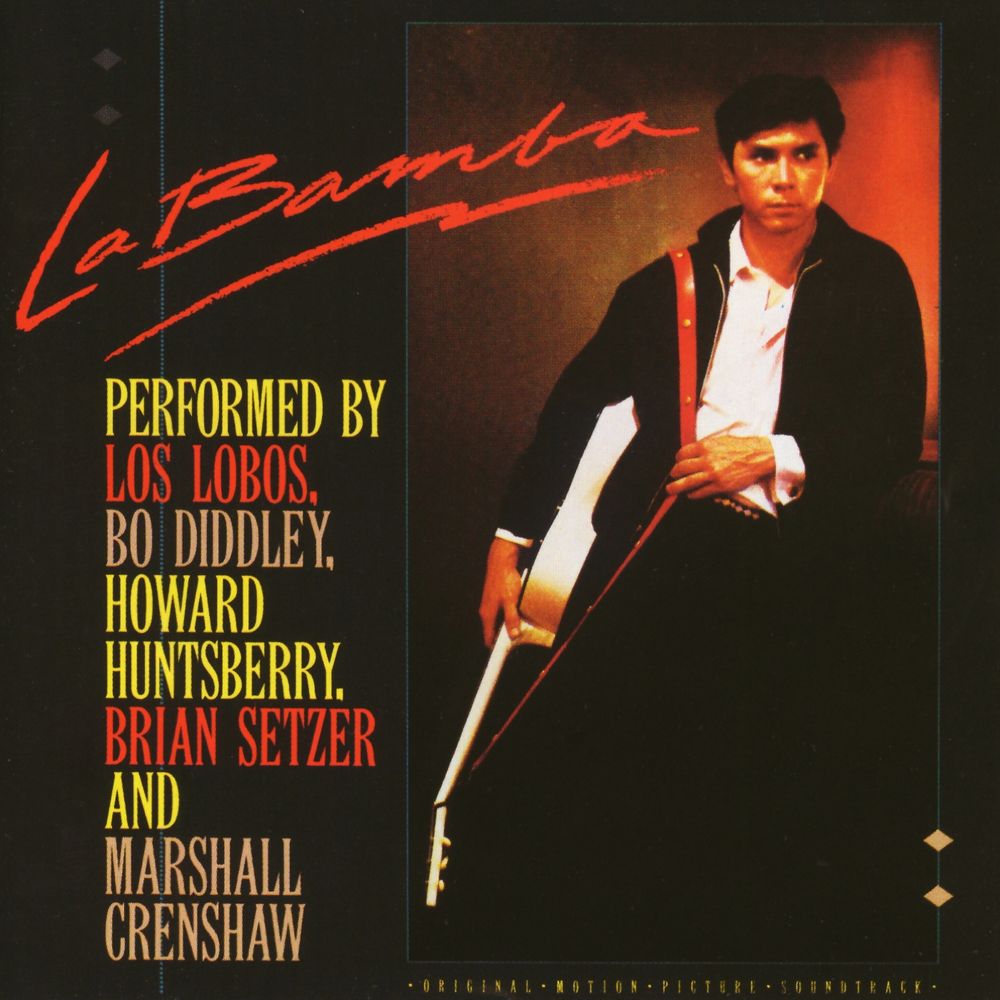 La Bamba
PERFORMED BY
LOS LOBOS,
BO DIDDLEY,
HOWARD
HUNTSBERRY,
BRIAN SETZER
AND
MARSHALL
CRENSHAW
· ORIGINAL · MOTION · PICTURE · SOUNDTRACK ·